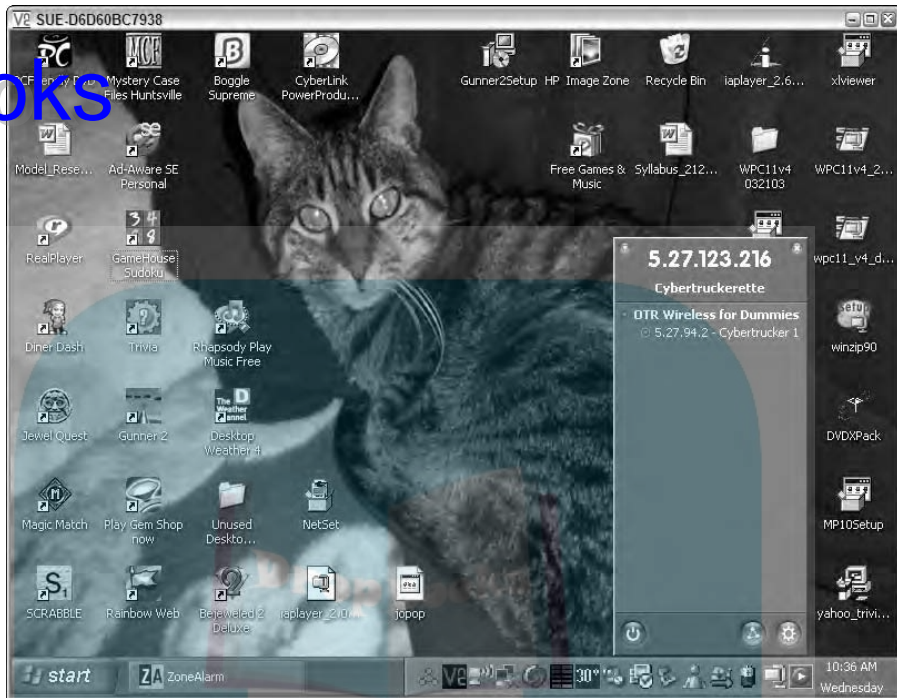 VC SUE-D6D60BC7938
oks
Mystery Case
Files Huntsville
Boggle
Supreme
CyberLink
PowerProdu...
Gunner2Setup
HP Image Zone
Recycle Bin
iaplayer_2.6...
xlviewer
Model_Rese...
Ad-Aware SE
Personal
Free Games &
Music
Syllabus_212...
WPC11v4
032103
WPC11v4_2...
RealPlayer
GameHouse
Sudoku
wpc11_v4_d...
Diner Dash
Trivia
Rhapsody Play
Music Free
winzip90
Jewel Quest
Gunner 2
Desktop
Weather 4
DVDXPack
Magic Match
Play Gem Shop
now
Unused
Deskto...
NetSet
MP10Setup
SCRABBLE
Rainbow Web
Bejeweled 2
Deluxe
iaplayer_2.0...
jopop
yahoo_trivi...
5.27.123.216
Cybertruckerette
OTR Wireless for Dummies
5.27.94.2 - Cybertrucker 1
start
ZA ZoneAlarm
30°
10:36 AM
Wednesday